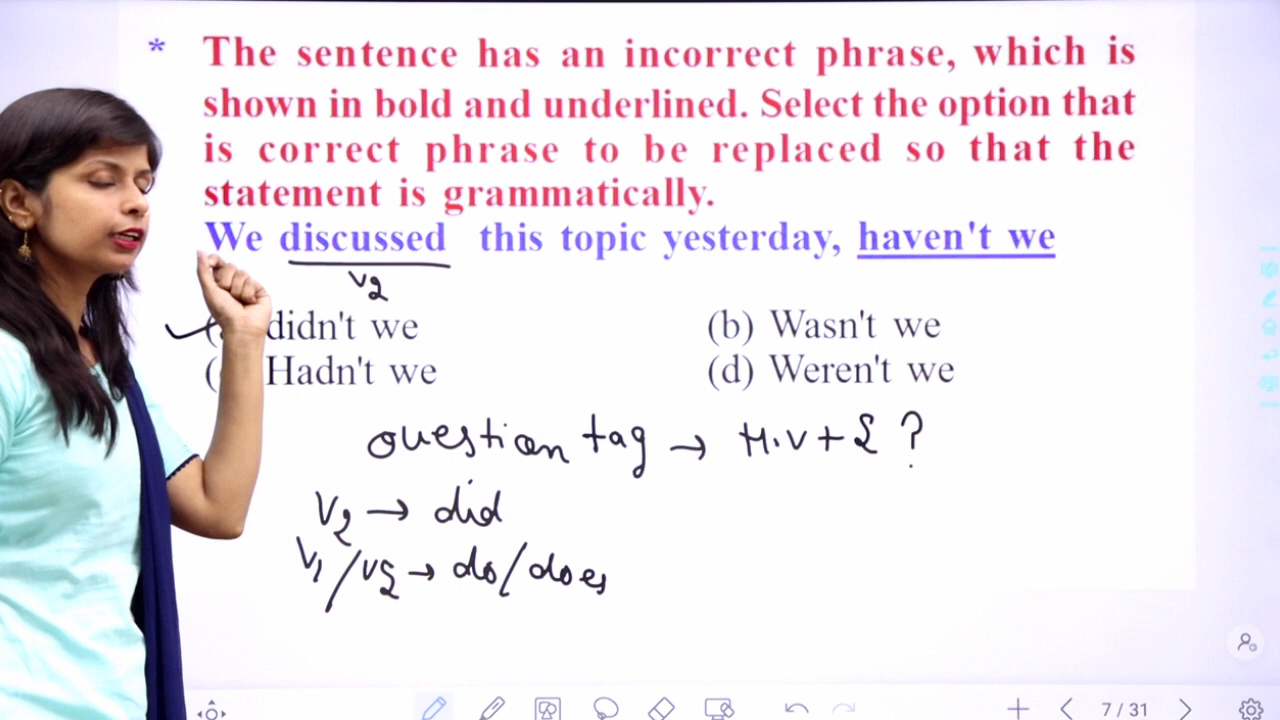 * The sentence has an incorrect phrase, which is
shown in bold and underlined. Select the option that
is correct phrase to be replaced so that the
statement is grammatically.
We discussed this topic yesterday, haven't we
V2
didn't we (b) Wasn't we
( Hadn't we (d) Weren't we
question tag → H.V + S ?
V2 → did
V1/V5 → do/does
7 / 31